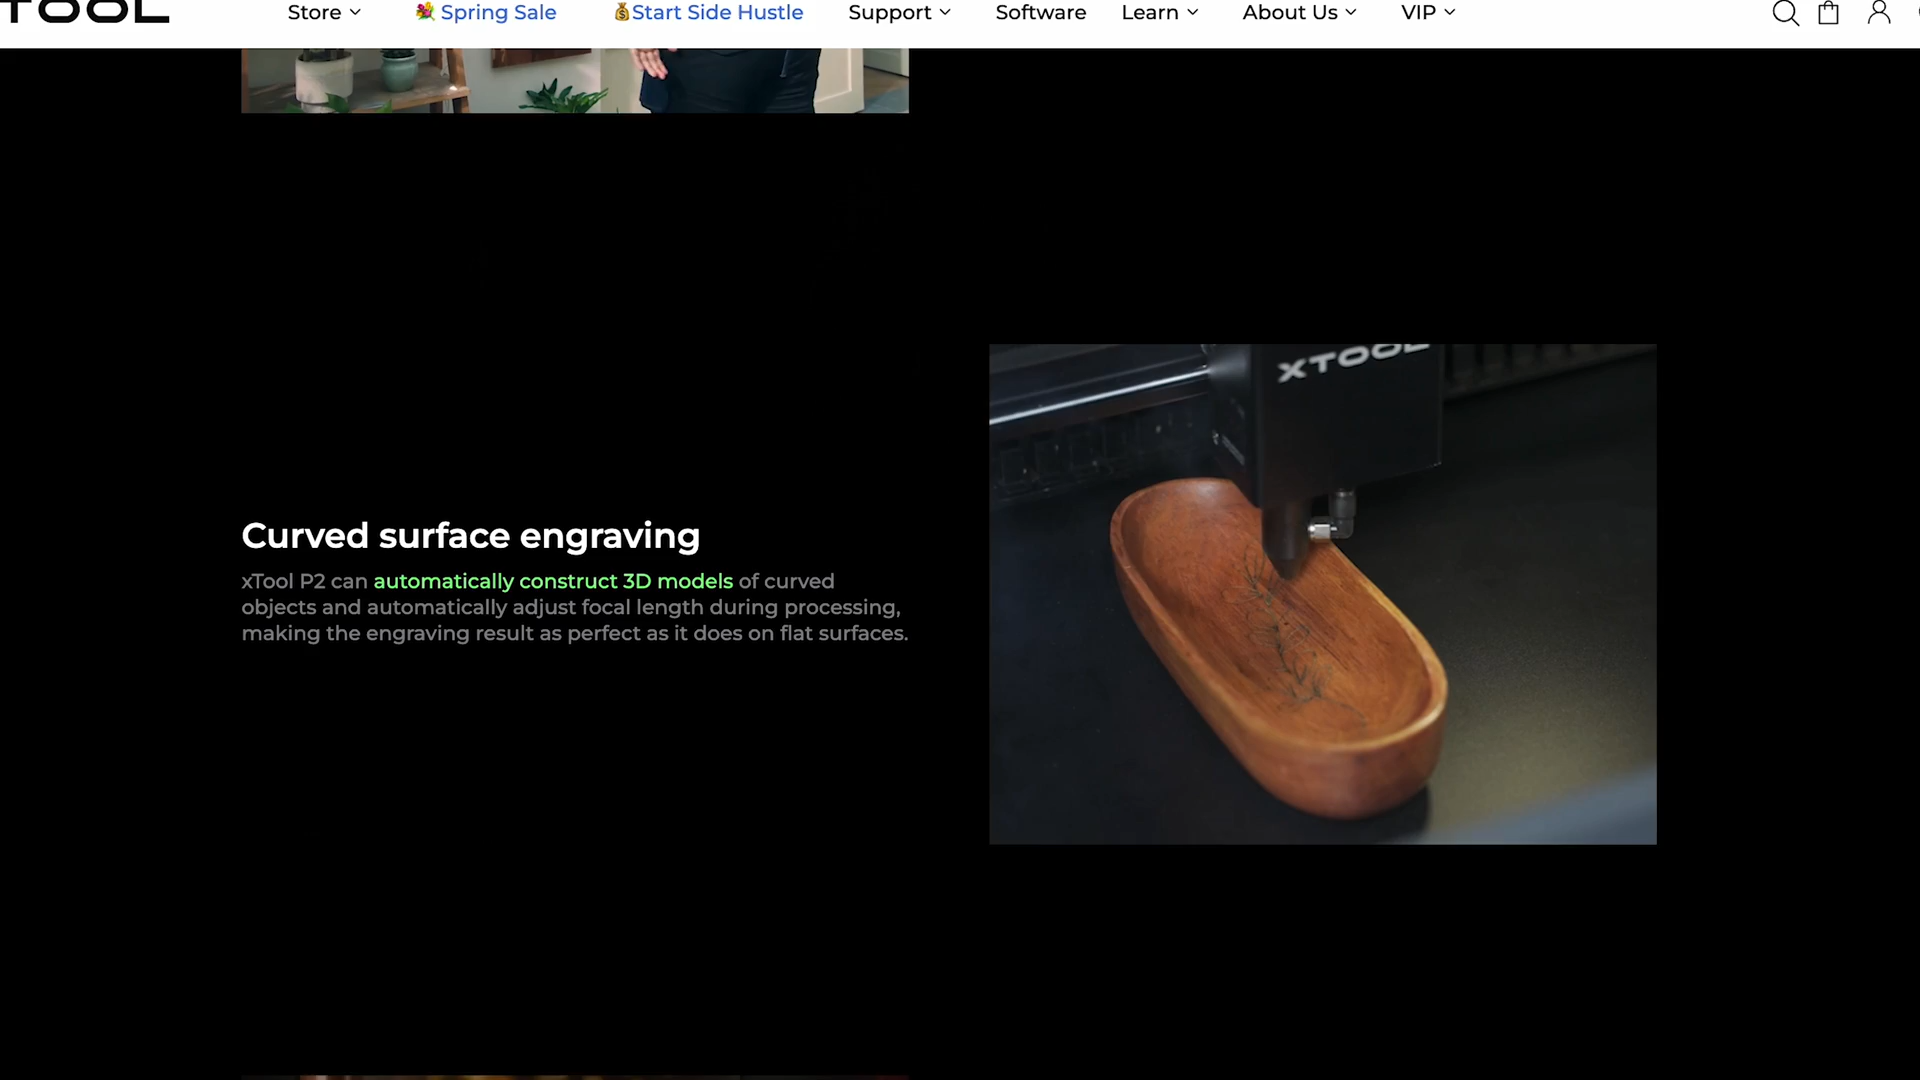 TOOL
Store
Spring Sale
Start Side Hustle
Support
Software
Learn
About Us
VIP
XTOOL
Curved surface engraving
xTool P2 can automatically construct 3D models of curved
objects and automatically adjust focal length during processing,
making the engraving result as perfect as it does on flat surfaces.